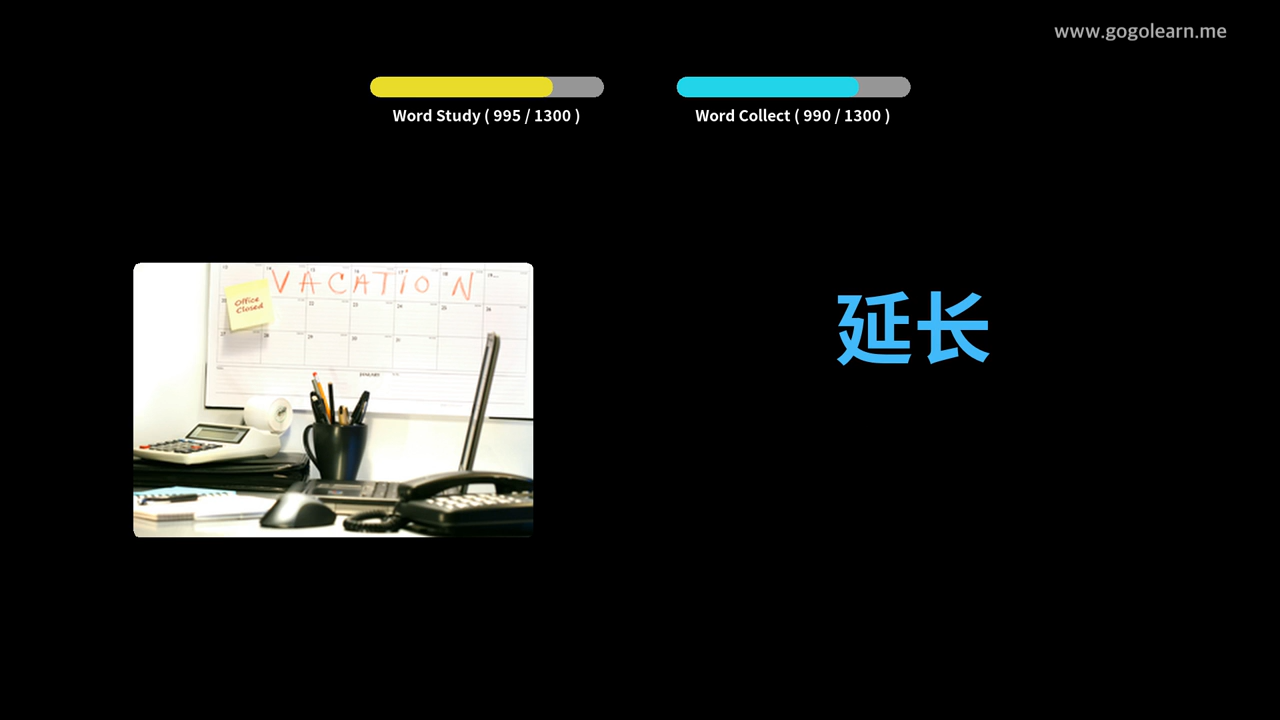 www.gogolearn.me
Word Study ( 995 / 1300 )
Word Collect ( 990 / 1300 )
VACATION
Office
Closed
延长